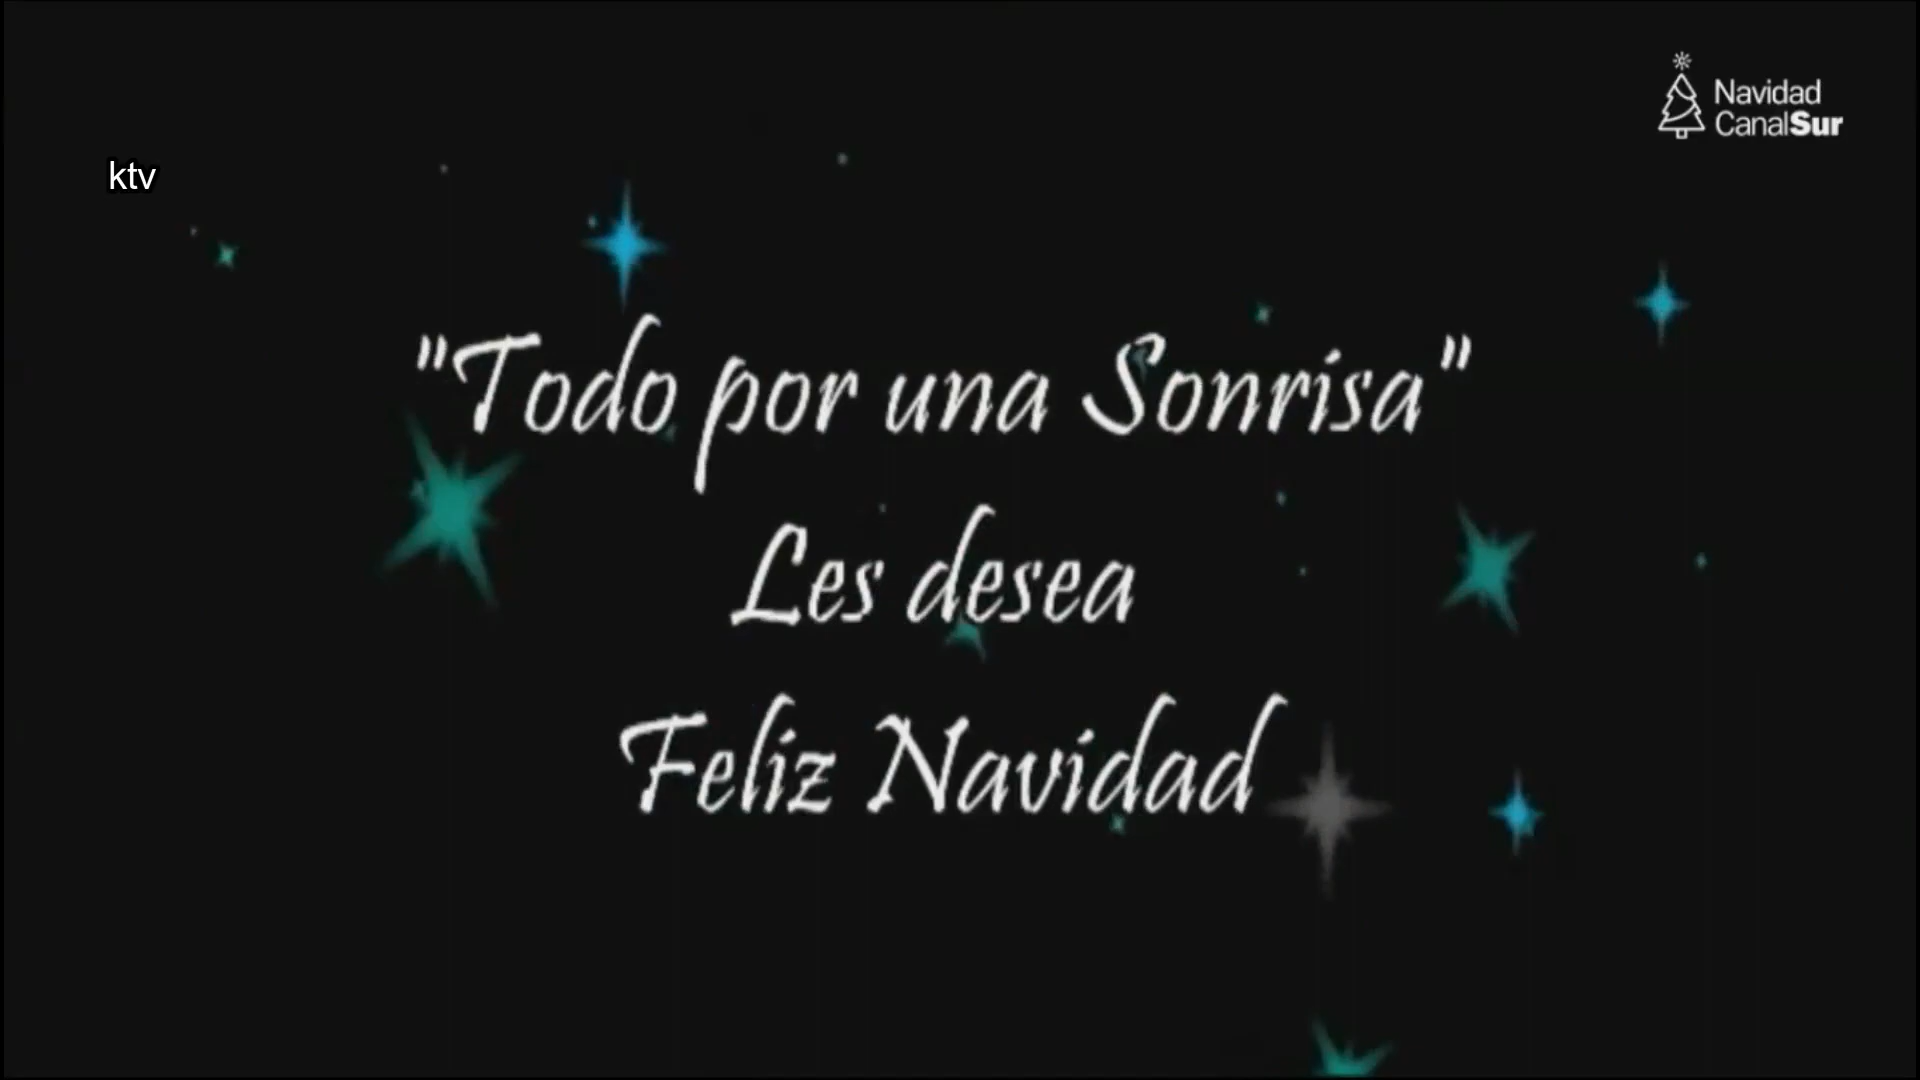 Navidad
CanalSur
ktv
"Todo por una Sonrisa"
Les desea
Feliz Navidad